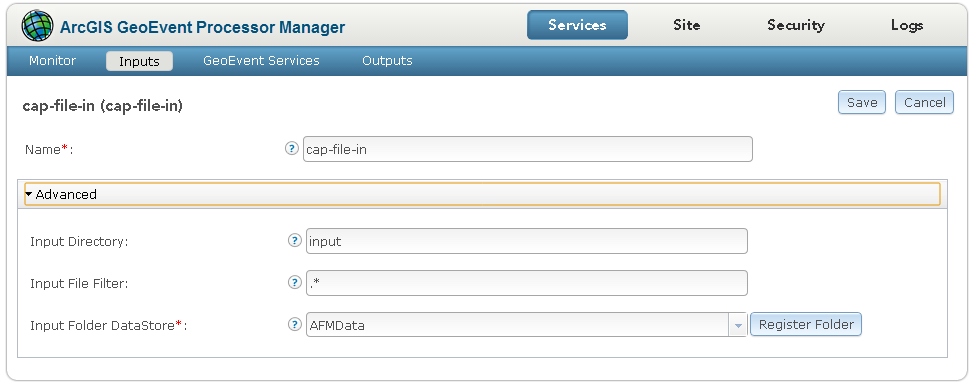 ArcGIS GeoEvent Processor Manager Services Site Security Logs
Monitor Inputs GeoEvent Services Outputs
cap-file-in (cap-file-in) Save Cancel
Name*: ? cap-file-in
Advanced
Input Directory: ? input
Input File Filter: ? .*
Input Folder DataStore*: ? AFMData Register Folder